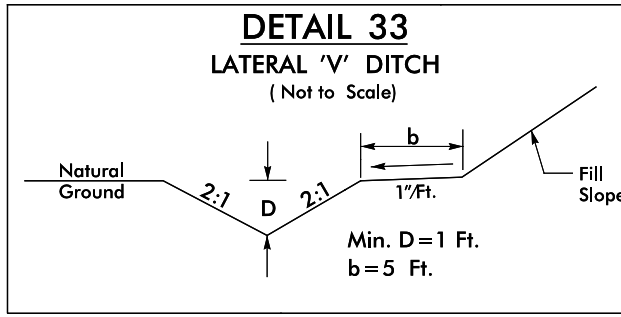 DETAIL 33
LATERAL 'V' DITCH
( Not to Scale)
b
Natural
Ground
2:1
D
2:1
1"/Ft.
Fill
Slope
Min. D=1 Ft.
b=5 Ft.